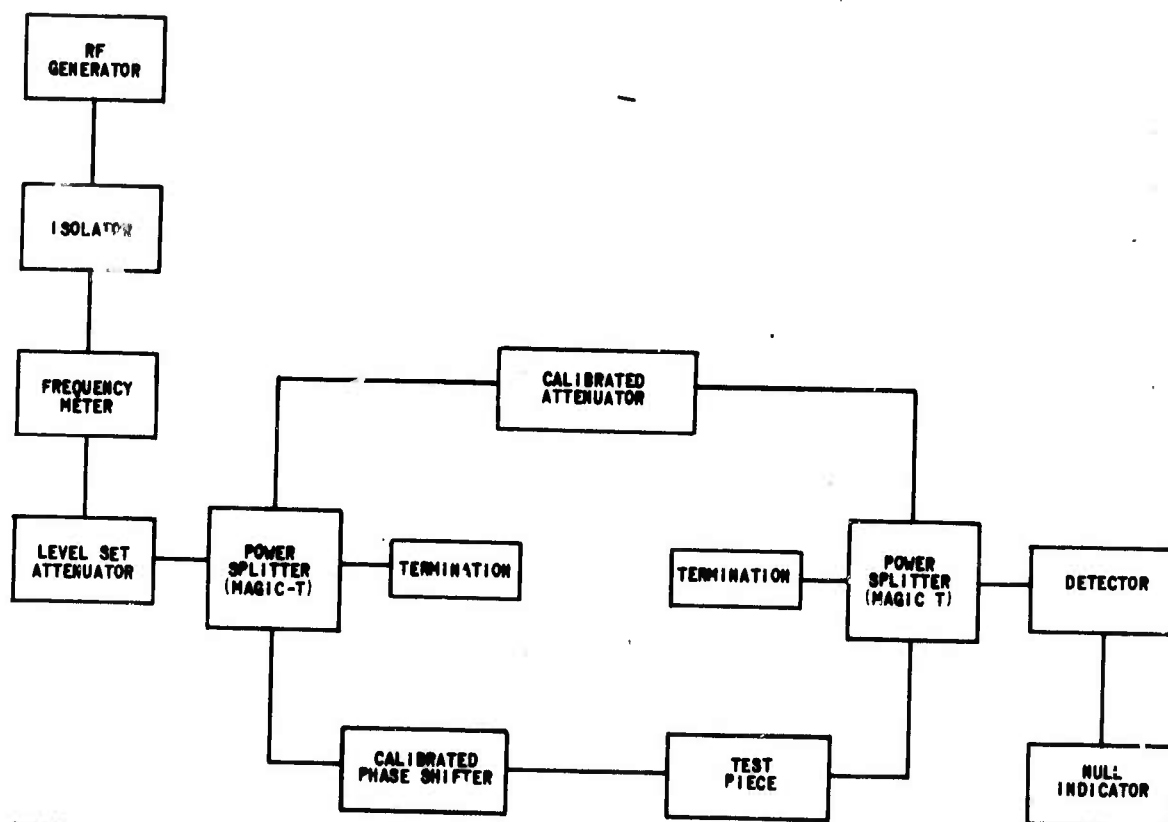 RF
GENERATOR
ISOLATOR
FREQUENCY
METER
LEVEL SET
ATTENUATOR
POWER
SPLITTER
(MAGIC-T)
TERMINATION
CALIBRATED
ATTENUATOR
CALIBRATED
PHASE SHIFTER
TEST
PIECE
TERMINATION
POWER
SPLITTER
(MAGIC T)
DETECTOR
NULL
INDICATOR